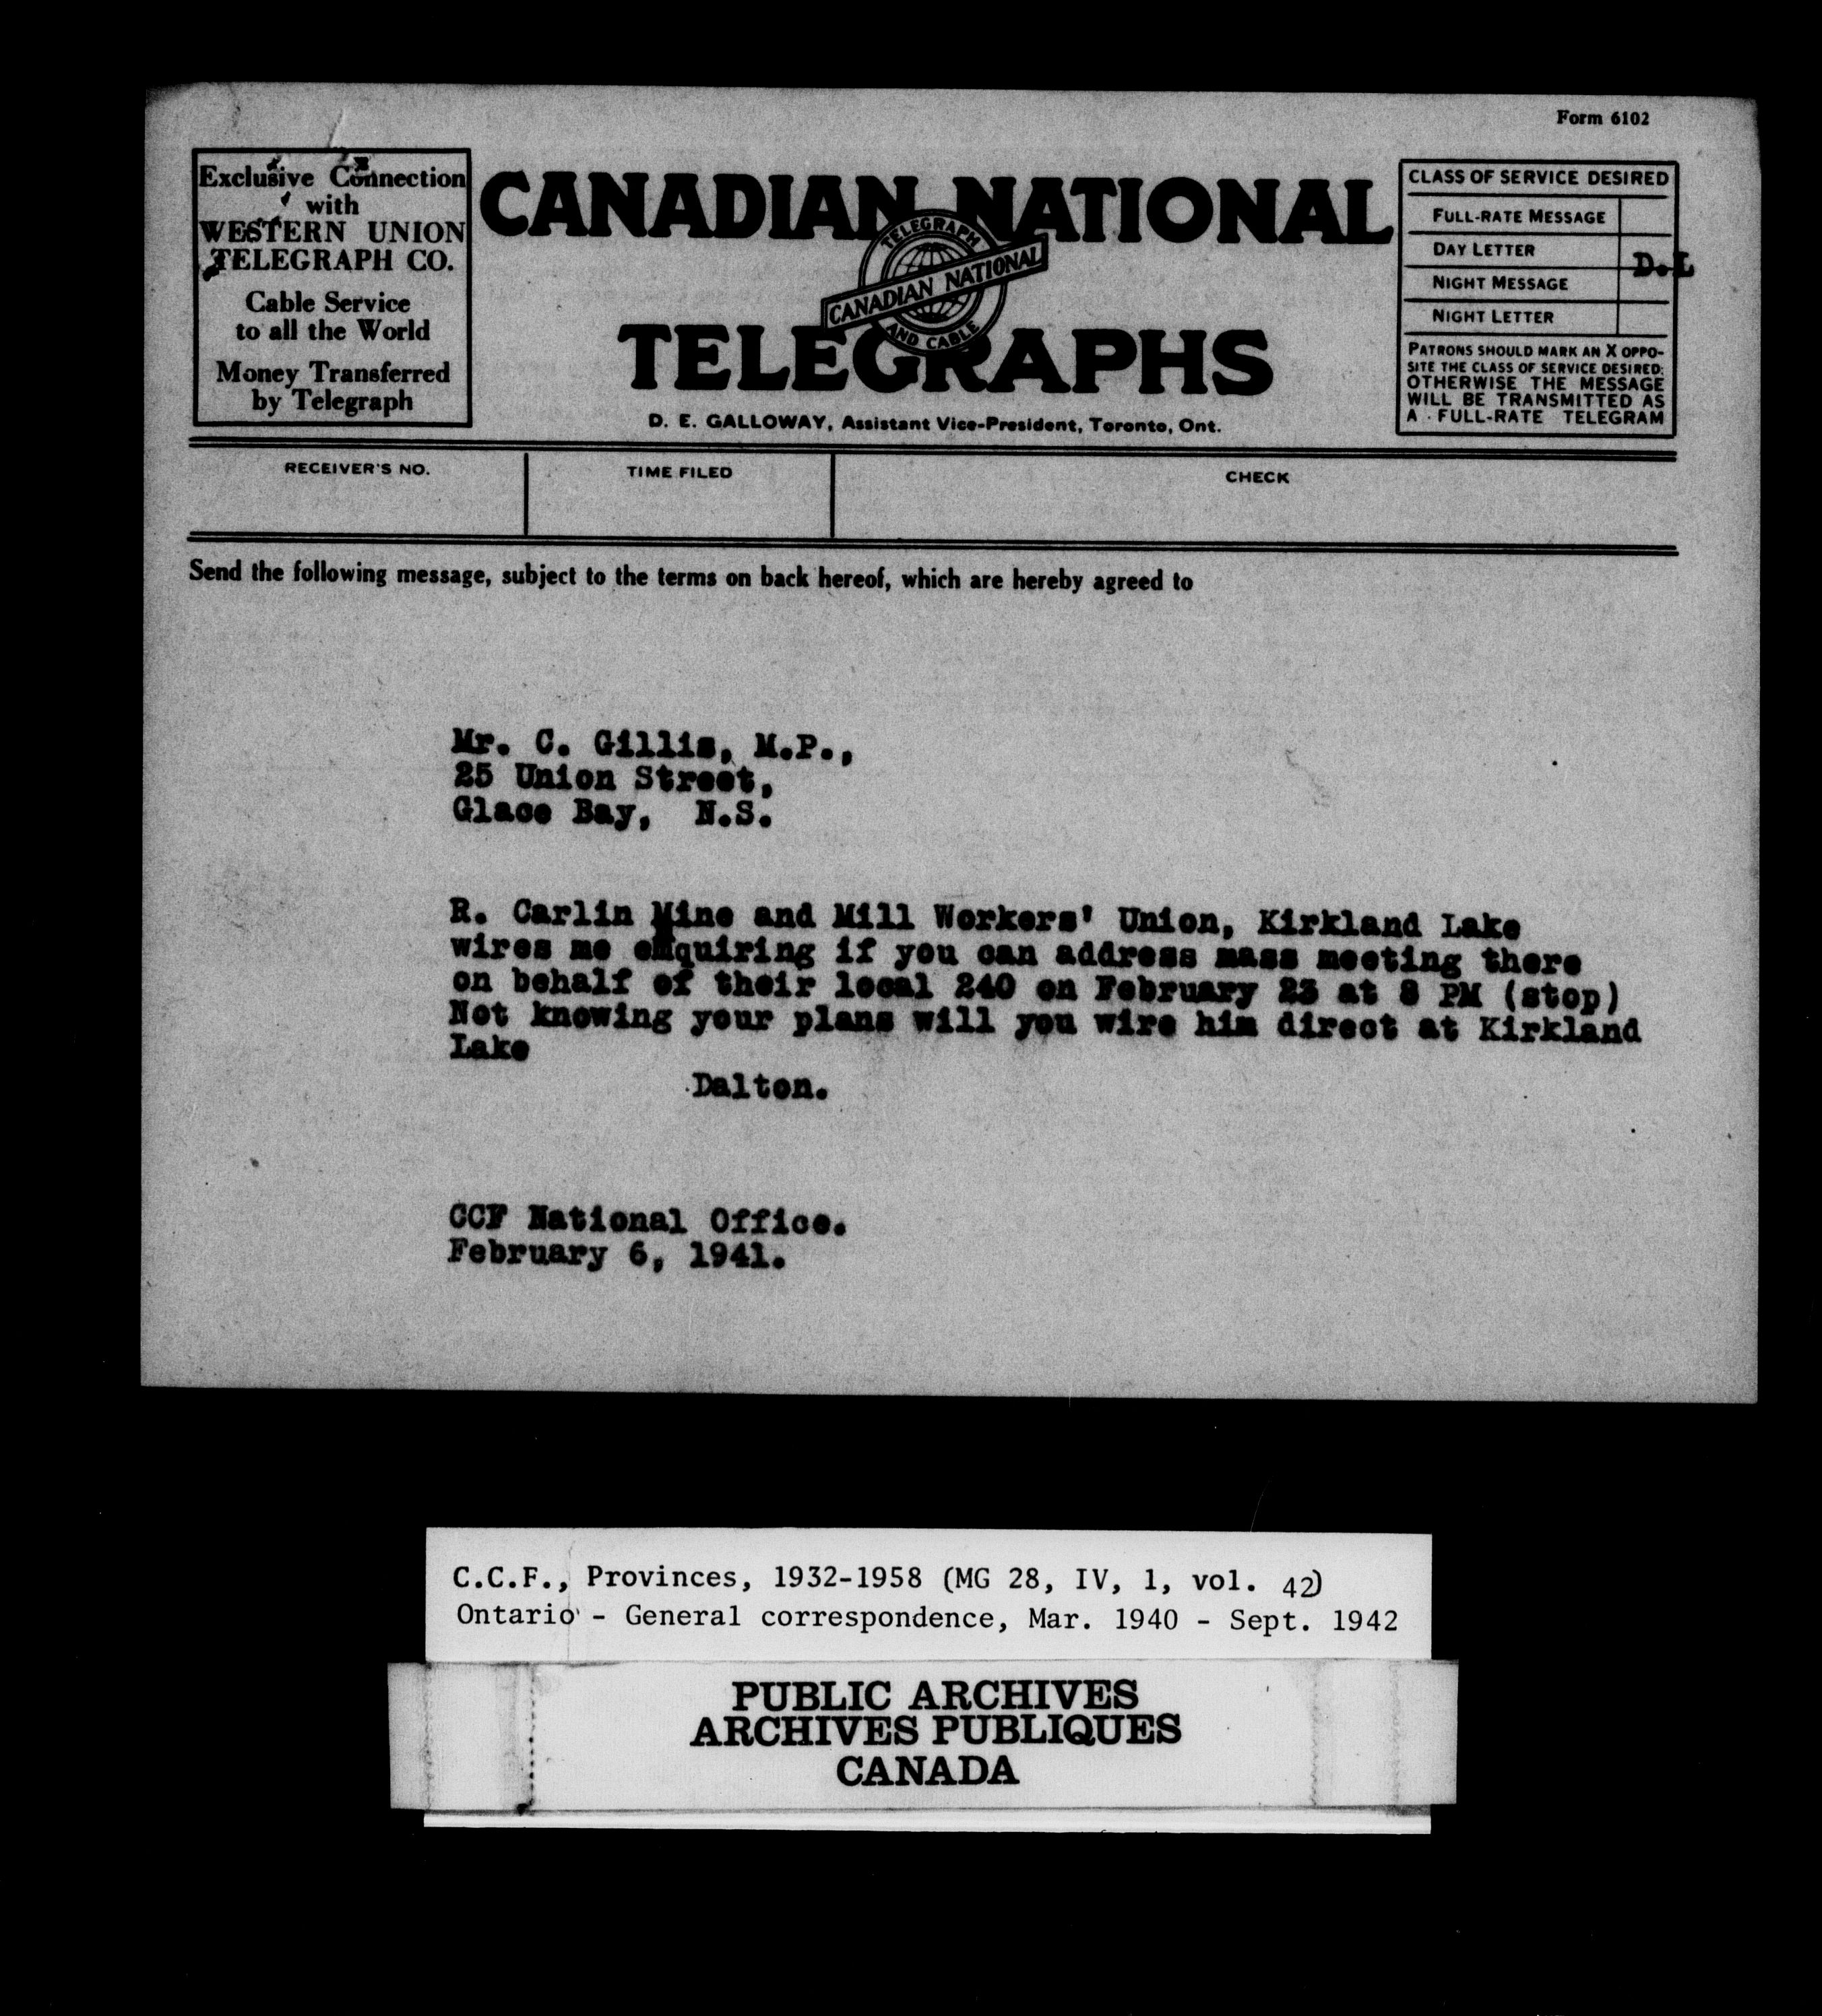 Form 6102
Exclusive Connection
with
WESTERN UNION
TELEGRAPH CO.
Cable Service
to all the World
Money Transferred
by Telegraph
CANADIAN NATIONAL
TELEGRAPH
CANADIAN NATIONAL
AND CABLE
TELEGRAPHS
D. E. GALLOWAY, Assistant Vice-President, Toronto, Ont.
CLASS OF SERVICE DESIRED
FULL-RATE MESSAGE
DAY LETTER
D.L
NIGHT MESSAGE
NIGHT LETTER
PATRONS SHOULD MARK AN X OPPO-
SITE THE CLASS OF SERVICE DESIRED;
OTHERWISE THE MESSAGE
WILL BE TRANSMITTED AS
A FULL-RATE TELEGRAM
RECEIVER'S NO.
TIME FILED
CHECK
Send the following message, subject to the terms on back hereof, which are hereby agreed to
Mr. C. Gillis, M.P.,
25 Union Street,
Glace Bay, N.S.
R. Carlin Mine and Mill Workers' Union, Kirkland Lake
wires me enquiring if you can address mass meeting there
on behalf of their local 240 on February 23 at 8 PM (stop)
Not knowing your plans will you wire him direct at Kirkland
Lake
Dalton.
CCF National Office.
February 6, 1941.
C.C.F., Provinces, 1932-1958 (MG 28, IV, 1, vol. 42)
Ontario - General correspondence, Mar. 1940 - Sept. 1942
PUBLIC ARCHIVES
ARCHIVES PUBLIQUES
CANADA